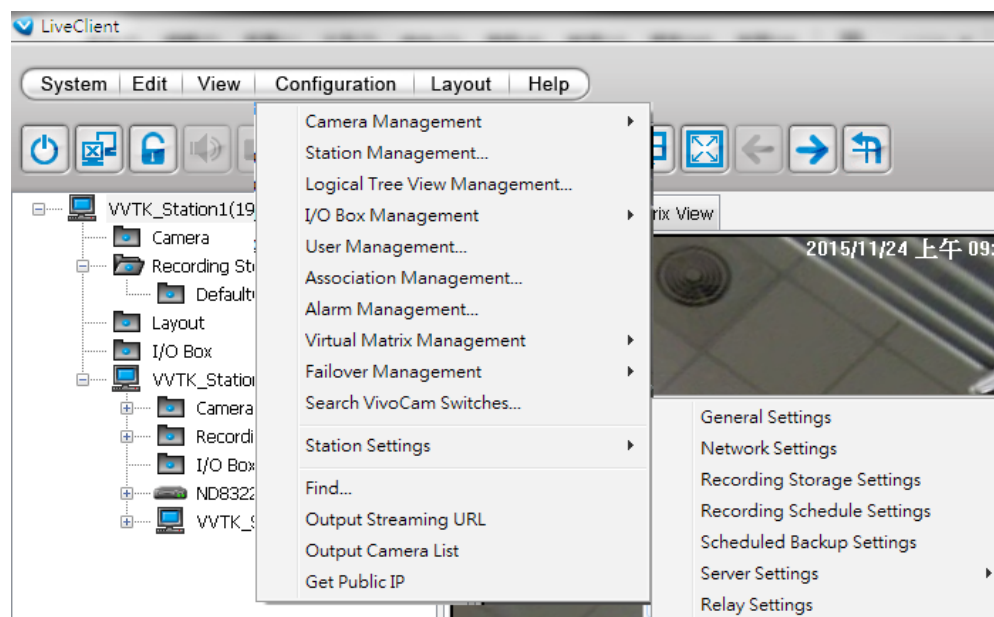 LiveClient
System Edit View Configuration Layout Help
Camera Management
Station Management...
Logical Tree View Management...
I/O Box Management
User Management...
Association Management...
Alarm Management...
Virtual Matrix Management
Failover Management
Search VivoCam Switches...
Station Settings
Find...
Output Streaming URL
Output Camera List
Get Public IP
VVTK_Station1(19
Camera
Recording St
Default
Layout
I/O Box
VVTK_Station
Camera
Recordi
I/O Box
ND8322
VVTK_S
rix View
2015/11/24 上午 09:
General Settings
Network Settings
Recording Storage Settings
Recording Schedule Settings
Scheduled Backup Settings
Server Settings
Relay Settings